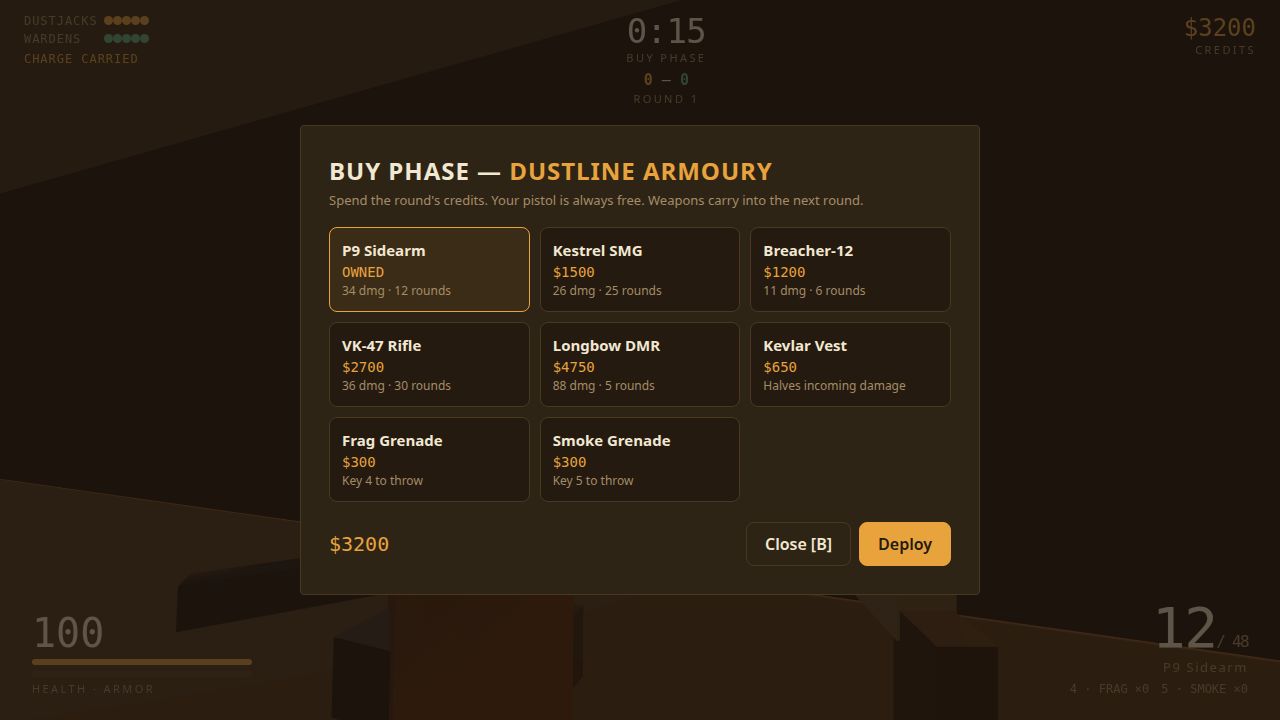 DUSTJACKS
WARDENS
CHARGE CARRIED
0:15
BUY PHASE
0 — 0
ROUND 1
$3200
CREDITS
BUY PHASE — DUSTLINE ARMOURY
Spend the round's credits. Your pistol is always free. Weapons carry into the next round.
P9 Sidearm
OWNED
34 dmg · 12 rounds
Kestrel SMG
$1500
26 dmg · 25 rounds
Breacher-12
$1200
11 dmg · 6 rounds
VK-47 Rifle
$2700
36 dmg · 30 rounds
Longbow DMR
$4750
88 dmg · 5 rounds
Kevlar Vest
$650
Halves incoming damage
Frag Grenade
$300
Key 4 to throw
Smoke Grenade
$300
Key 5 to throw
$3200
Close [B]
Deploy
100
HEALTH · ARMOR
12 / 48
P9 Sidearm
4 · FRAG ×0 5 · SMOKE ×0